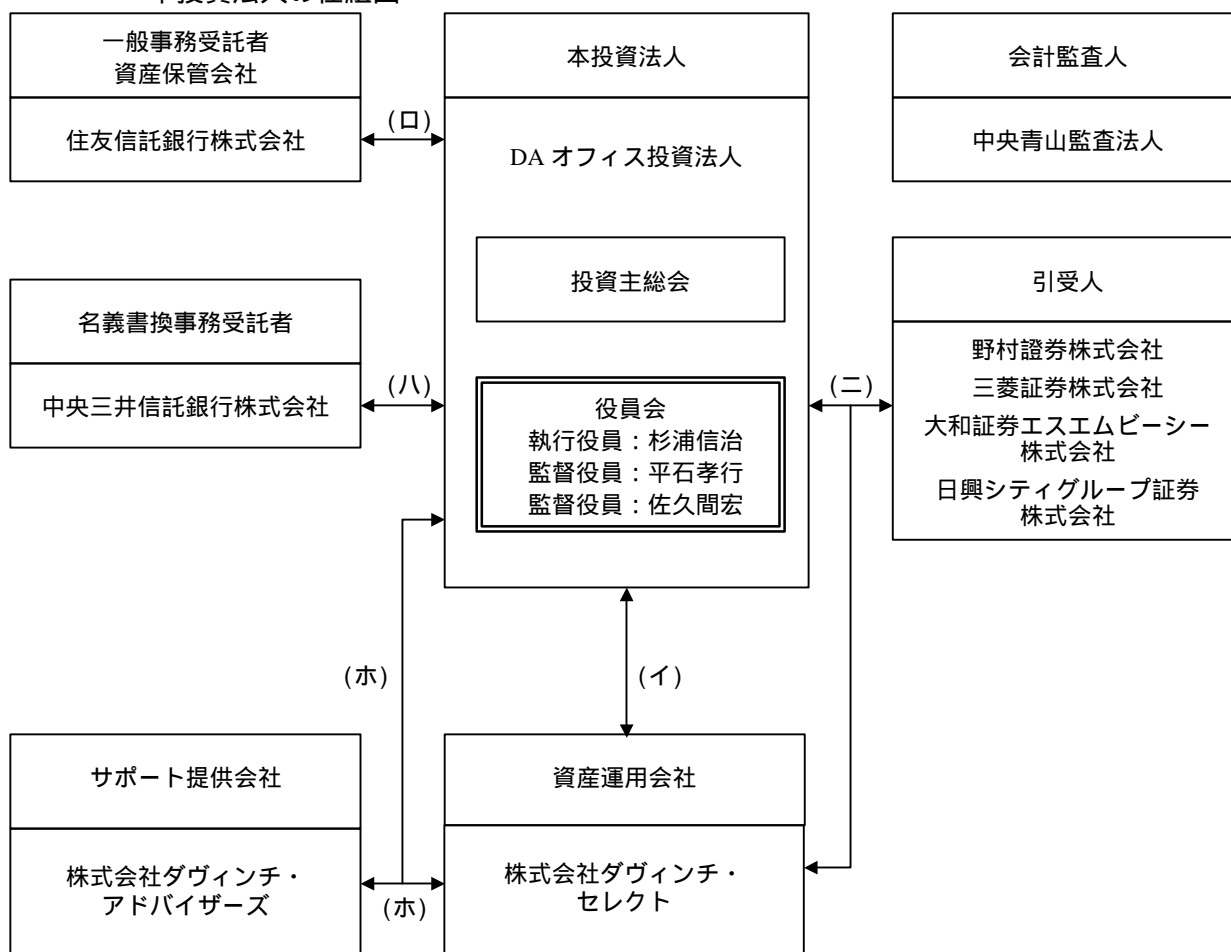 本投資法人の仕組図
一般事務受託者
資産保管会社
住友信託銀行株式会社
(ロ)
本投資法人
DA オフィス投資法人
投資主総会
役員会
執行役員：杉浦信治
監督役員：平石孝行
監督役員：佐久間宏
会計監査人
中央青山監査法人
名義書換事務受託者
中央三井信託銀行株式会社
(ハ)
(ニ)
引受人
野村證券株式会社
三菱証券株式会社
大和証券エスエムビーシー
株式会社
日興シティグループ証券
株式会社
(ホ)
(イ)
サポート提供会社
株式会社ダヴィンチ・
アドバイザーズ
(ホ)
資産運用会社
株式会社ダヴィンチ・
セレクト